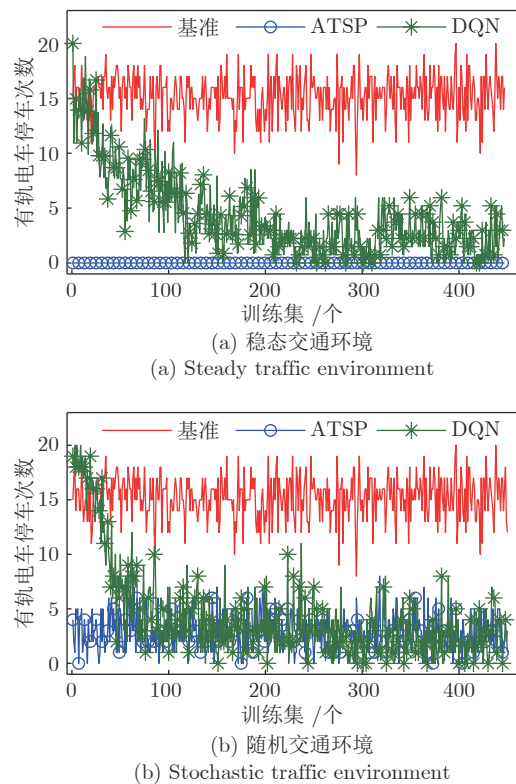 基准 ATSP DQN
20
15
10
5
0
有轨电车停车次数
0 100 200 300 400
训练集 /个
(a) 稳态交通环境
(a) Steady traffic environment
基准 ATSP DQN
20
15
10
5
0
有轨电车停车次数
0 100 200 300 400
训练集 /个
(b) 随机交通环境
(b) Stochastic traffic environment